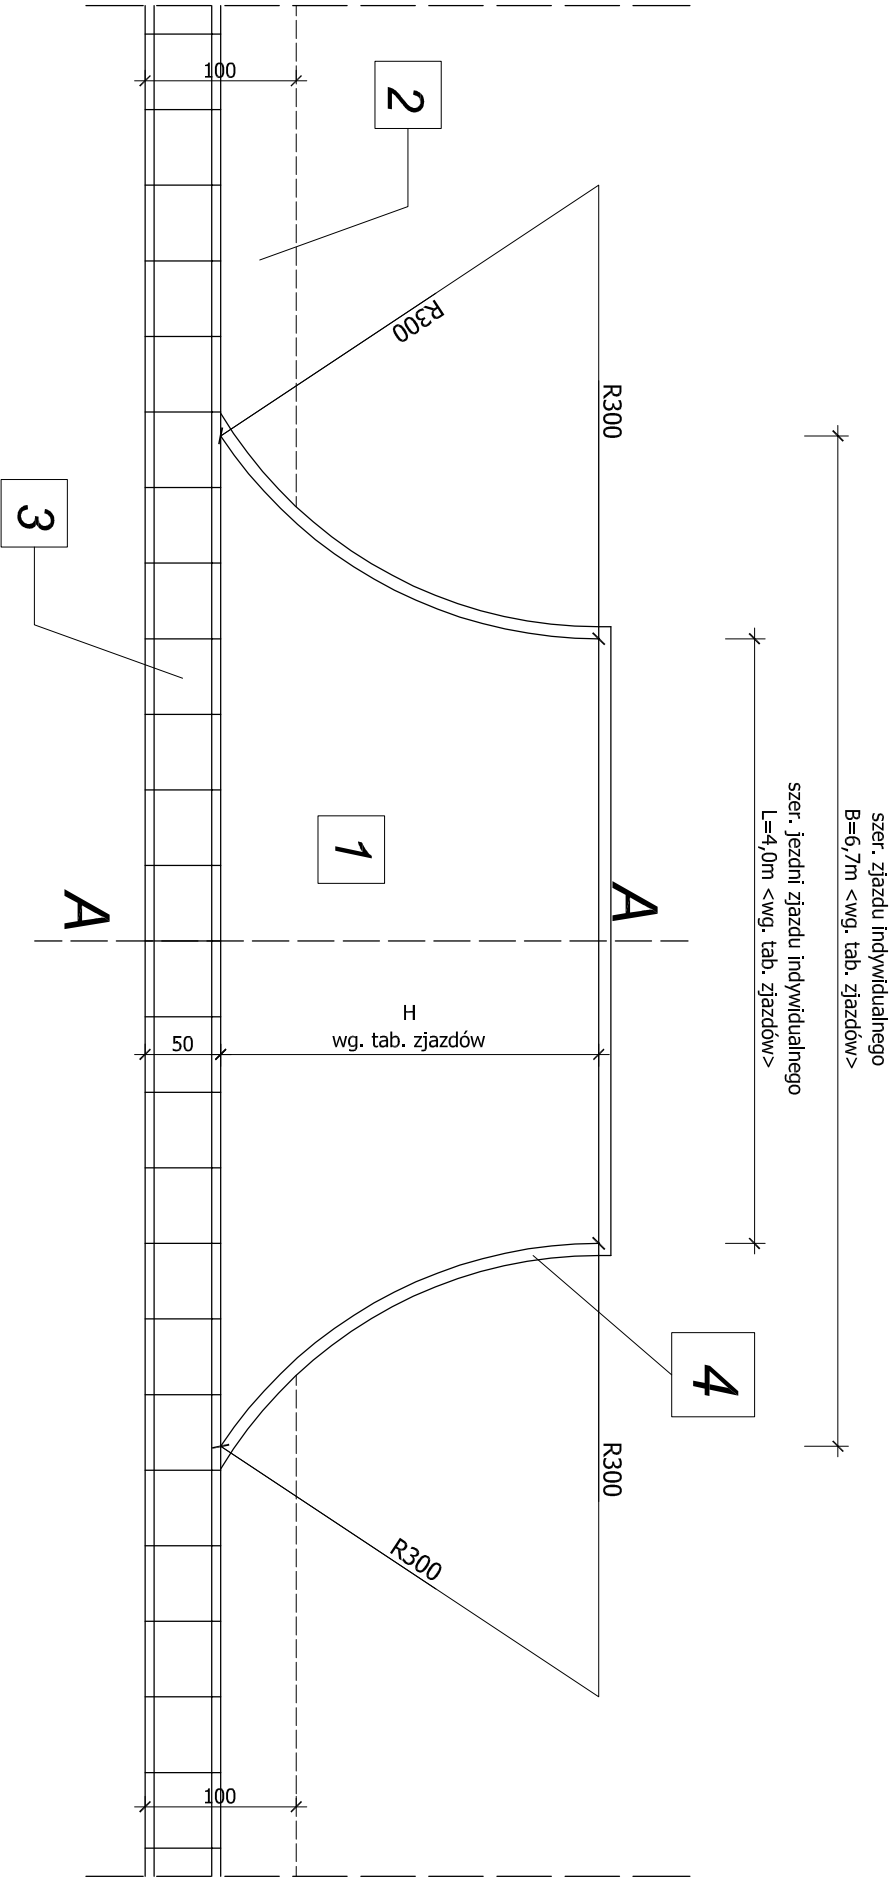 szer. zjazdu indywidualnego
B=6,7m <wg. tab. zjazdów>
szer. jezdni zjazdu indywidualnego
L=4,0m <wg. tab. zjazdów>
100
2
R300
R300
3
1
A
A
H
wg. tab. zjazdów
50
4
R300
R300
100